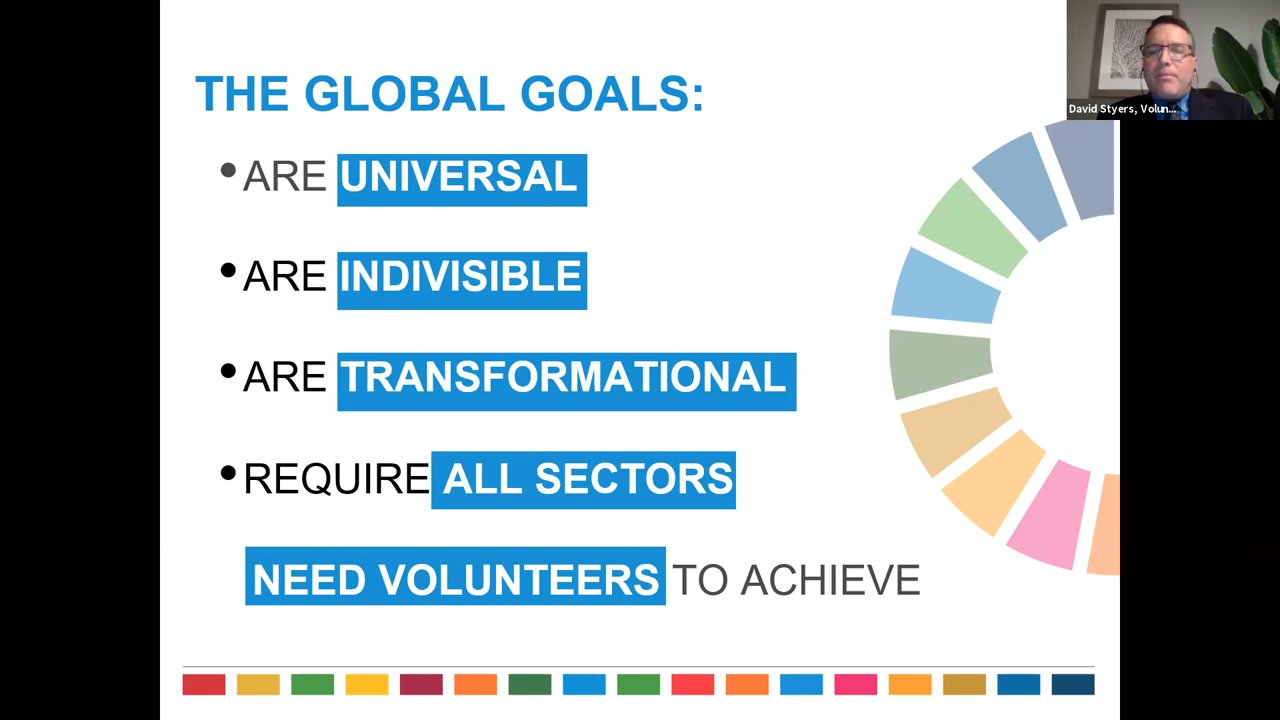 THE GLOBAL GOALS:
•ARE UNIVERSAL
•ARE INDIVISIBLE
•ARE TRANSFORMATIONAL
•REQUIRE ALL SECTORS
NEED VOLUNTEERS TO ACHIEVE
David Styers, Volun...